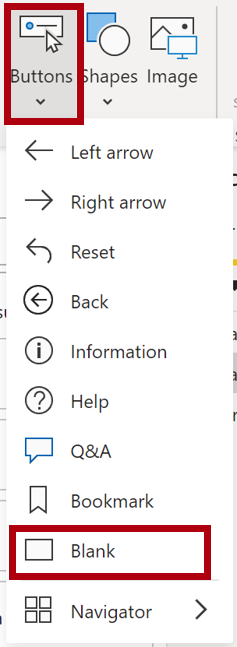 Buttons Shapes Image
Left arrow
Right arrow
Reset
Back
Information
Help
Q&A
Bookmark
Blank
Navigator